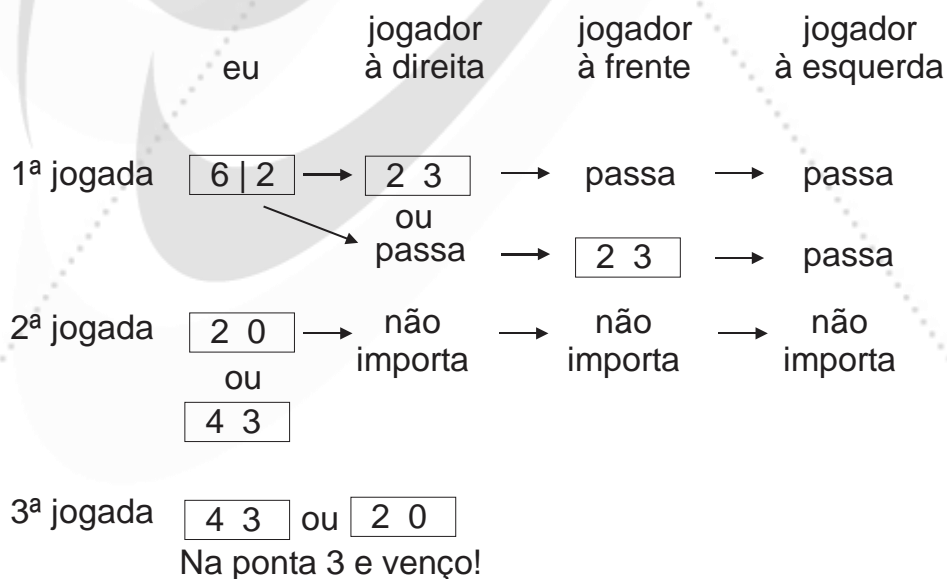 eu jogador à direita jogador à frente jogador à esquerda
1ª jogada 6|2 2 3 passa passa
ou
passa 2 3 passa
2ª jogada 2 0 não importa não importa não importa
ou
4 3
3ª jogada 4 3 ou 2 0
Na ponta 3 e venço!